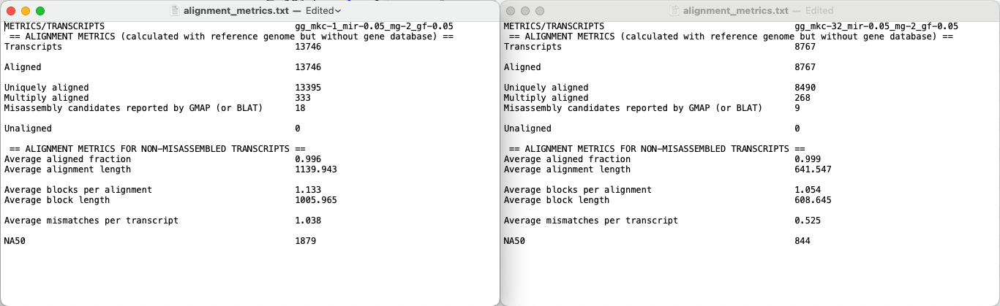 alignment_metrics.txt — Edited
METRICS/TRANSCRIPTS gg_mkc-1_mir-0.05_mg-2_gf-0.05
== ALIGNMENT METRICS (calculated with reference genome but without gene database) ==
Transcripts 13746
Aligned 13746
Uniquely aligned 13395
Multiply aligned 333
Misassembly candidates reported by GMAP (or BLAT) 18
Unaligned 0
== ALIGNMENT METRICS FOR NON-MISASSEMBLED TRANSCRIPTS ==
Average aligned fraction 0.996
Average alignment length 1139.943
Average blocks per alignment 1.133
Average block length 1005.965
Average mismatches per transcript 1.038
NA50 1879
alignment_metrics.txt — Edited
METRICS/TRANSCRIPTS gg_mkc-32_mir-0.05_mg-2_gf-0.05
== ALIGNMENT METRICS (calculated with reference genome but without gene database) ==
Transcripts 8767
Aligned 8767
Uniquely aligned 8490
Multiply aligned 268
Misassembly candidates reported by GMAP (or BLAT) 9
Unaligned 0
== ALIGNMENT METRICS FOR NON-MISASSEMBLED TRANSCRIPTS ==
Average aligned fraction 0.999
Average alignment length 641.547
Average blocks per alignment 1.054
Average block length 608.645
Average mismatches per transcript 0.525
NA50 844